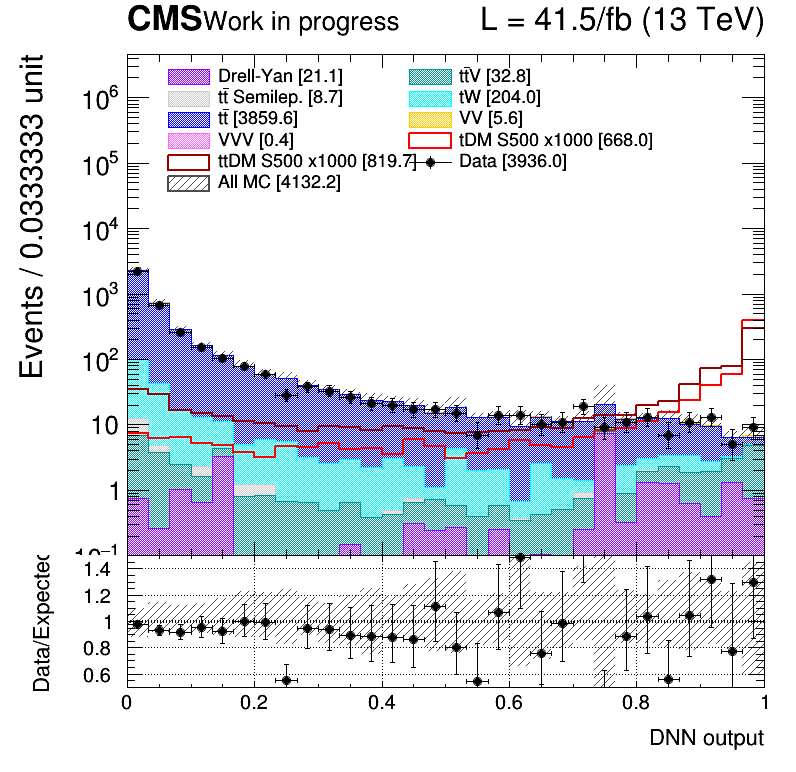 CMS Work in progress L = 41.5/fb (13 TeV)
Events / 0.0333333 unit
Drell-Yan [21.1] tt̄V [32.8]
tt̄ Semilep. [8.7] tW [204.0]
tt̄ [3859.6] VV [5.6]
VVV [0.4] tDM S500 x1000 [668.0]
ttDM S500 x1000 [819.7] Data [3936.0]
All MC [4132.2]
10⁶
10⁵
10⁴
10³
10²
10
1
10⁻¹
Data/Expected
1.4
1.2
1
0.8
0.6
0 0.2 0.4 0.6 0.8 1
DNN output